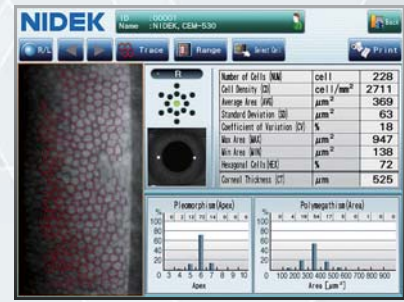 NIDEK
ID :00001
Name :NIDEK, CEM-530
Back
R/L
Trace
Range
Select Cell
Print
R
Number of Cells (NUM) cell 228
Cell Density (CD) cell/mm² 2711
Average Area (AVG) μm² 369
Standard Deviation (SD) μm² 63
Coefficient of Variation (CV) % 18
Max Area (MAX) μm² 947
Min Area (MIN) μm² 138
Hexagonal Cells (HEX) % 72
Corneal Thickness (CT) μm 525
Pleomorphism(Apex)
%
100
80
60
40
20
0 3 4 5 6 7 8 9 10
Apex
Polymegathism(Area)
%
100
80
60
40
20
0 100 200 300 400 500 600 700 800 900
Area [μm²]